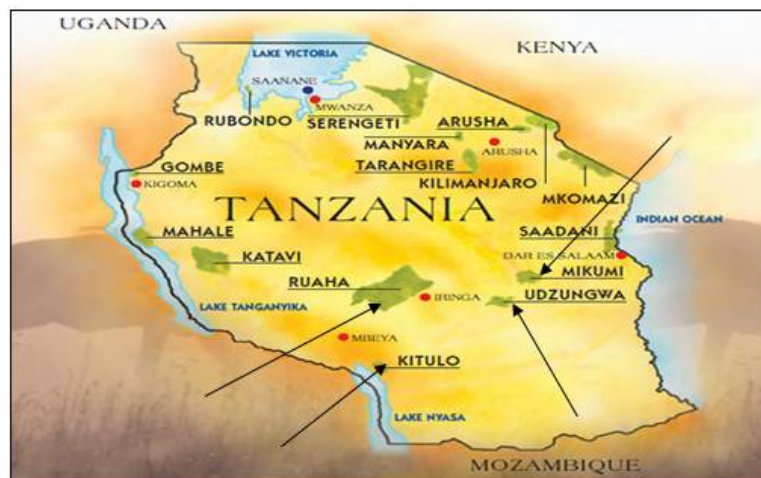 UGANDA
LAKE VICTORIA
KENYA
SAANANE
MWANZA
RUBONDO
SERENGETI
ARUSHA
MANYARA
ARUSHA
TARANGIRE
GOMBE
KILIMANJARO
KIGOMA
MKOMAZI
TANZANIA
INDIAN OCEAN
MAHALE
SAADANI
KATAVI
DAR ES SALAAM
MIKUMI
RUAHA
UDZUNGWA
IRINGA
LAKE TANGANYIKA
MBEYA
KITULO
LAKE NYASA
MOZAMBIQUE